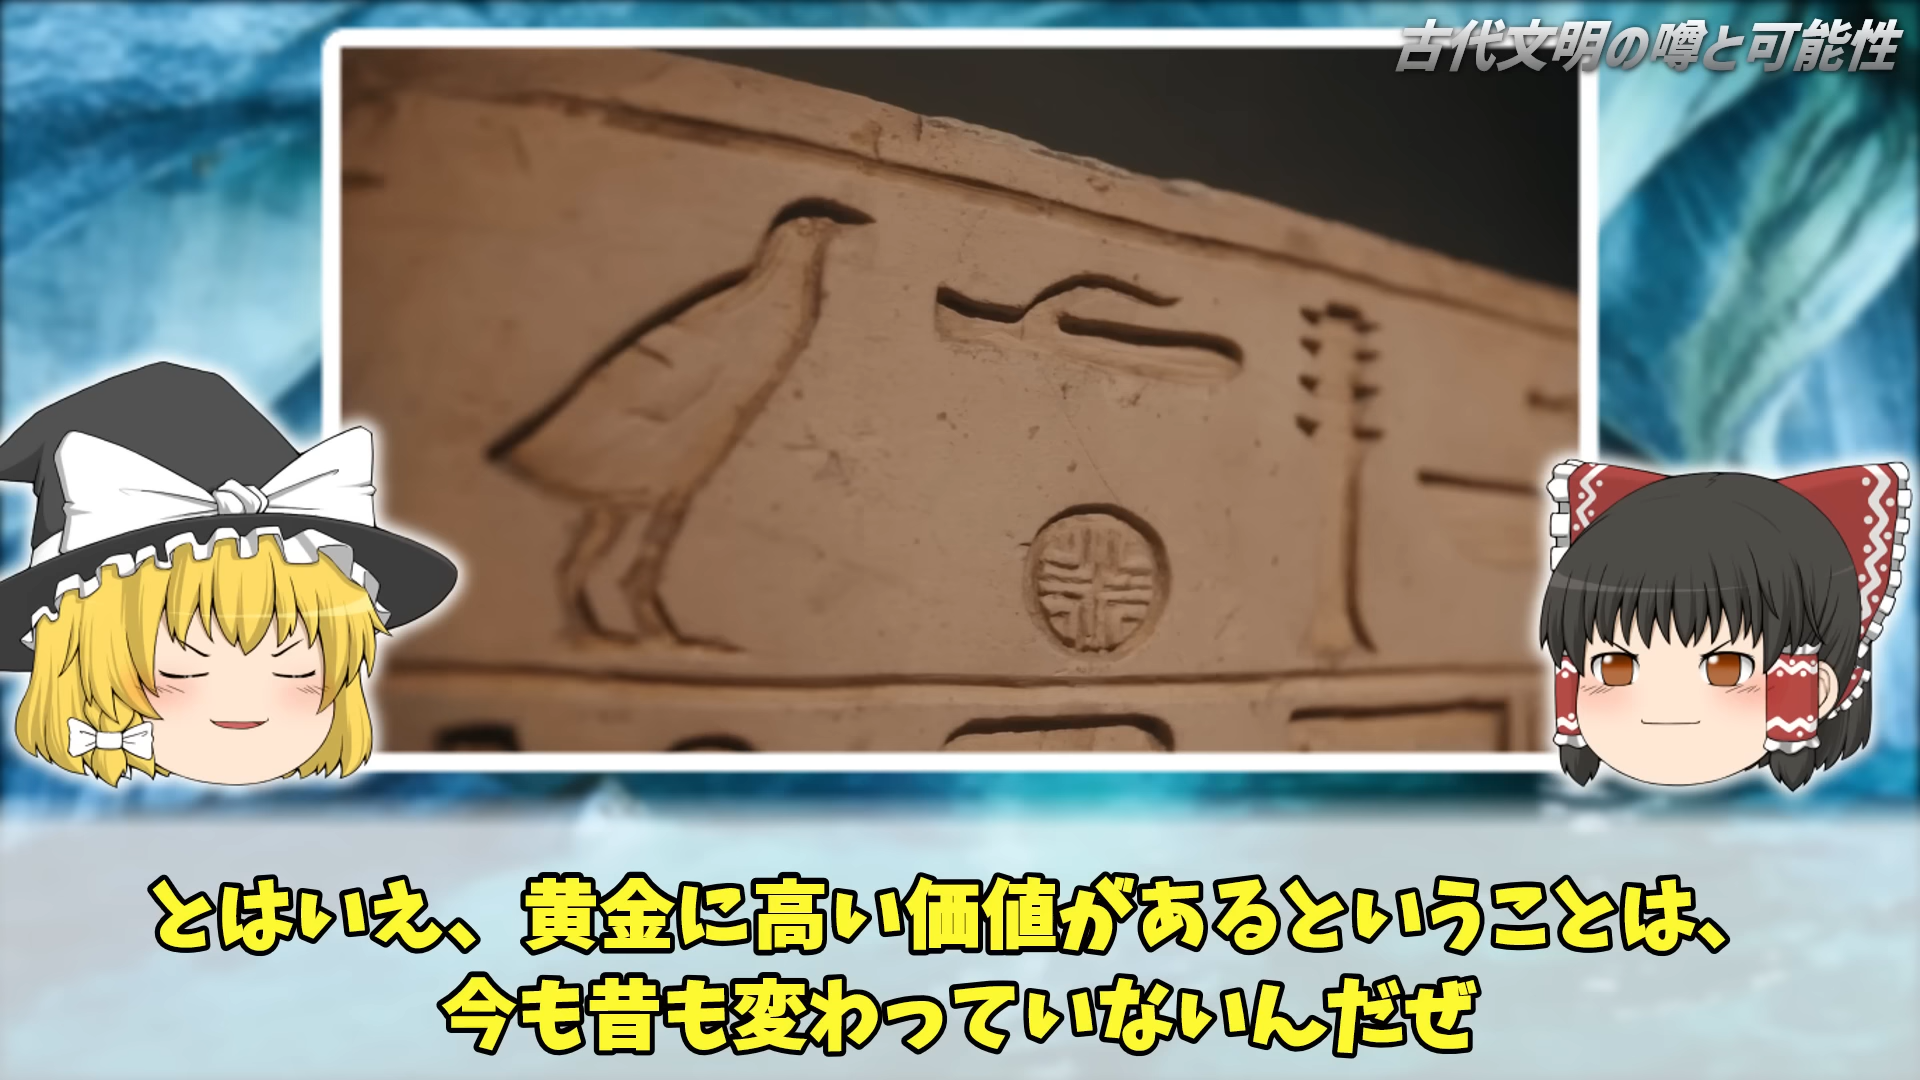 古代文明の噂と可能性
とはいえ、黄金に高い価値があるということは、
今も昔も変わっていないんだぜ